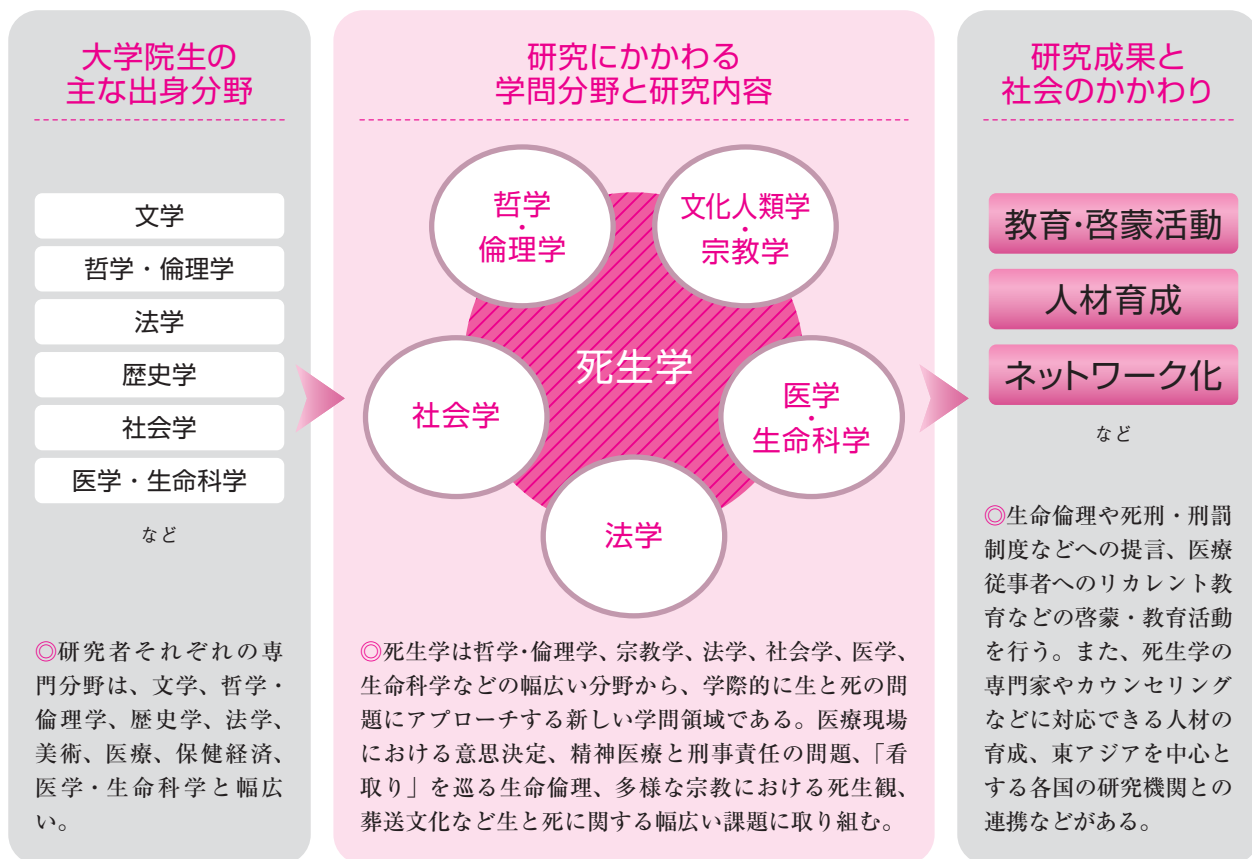 大学院生の
主な出身分野
文学
哲学・倫理学
法学
歴史学
社会学
医学・生命科学
など
◎研究者それぞれの専
門分野は、文学、哲学・
倫理学、歴史学、法学、
美術、医療、保健経済、
医学・生命科学と幅広
い。
研究にかかわる
学問分野と研究内容
哲学
・
倫理学
文化人類学
・
宗教学
死生学
社会学
医学
・
生命科学
法学
◎死生学は哲学・倫理学、宗教学、法学、社会学、医学、
生命科学などの幅広い分野から、学際的に生と死の問
題にアプローチする新しい学問領域である。医療現場
における意思決定、精神医療と刑事責任の問題、「看
取り」を巡る生命倫理、多様な宗教における死生観、
葬送文化など生と死に関する幅広い課題に取り組む。
研究成果と
社会のかかわり
教育・啓蒙活動
人材育成
ネットワーク化
など
◎生命倫理や死刑・刑罰
制度などへの提言、医療
従事者へのリカレント教
育などの啓蒙・教育活動
を行う。また、死生学の
専門家やカウンセリング
などに対応できる人材の
育成、東アジアを中心と
する各国の研究機関との
連携などがある。